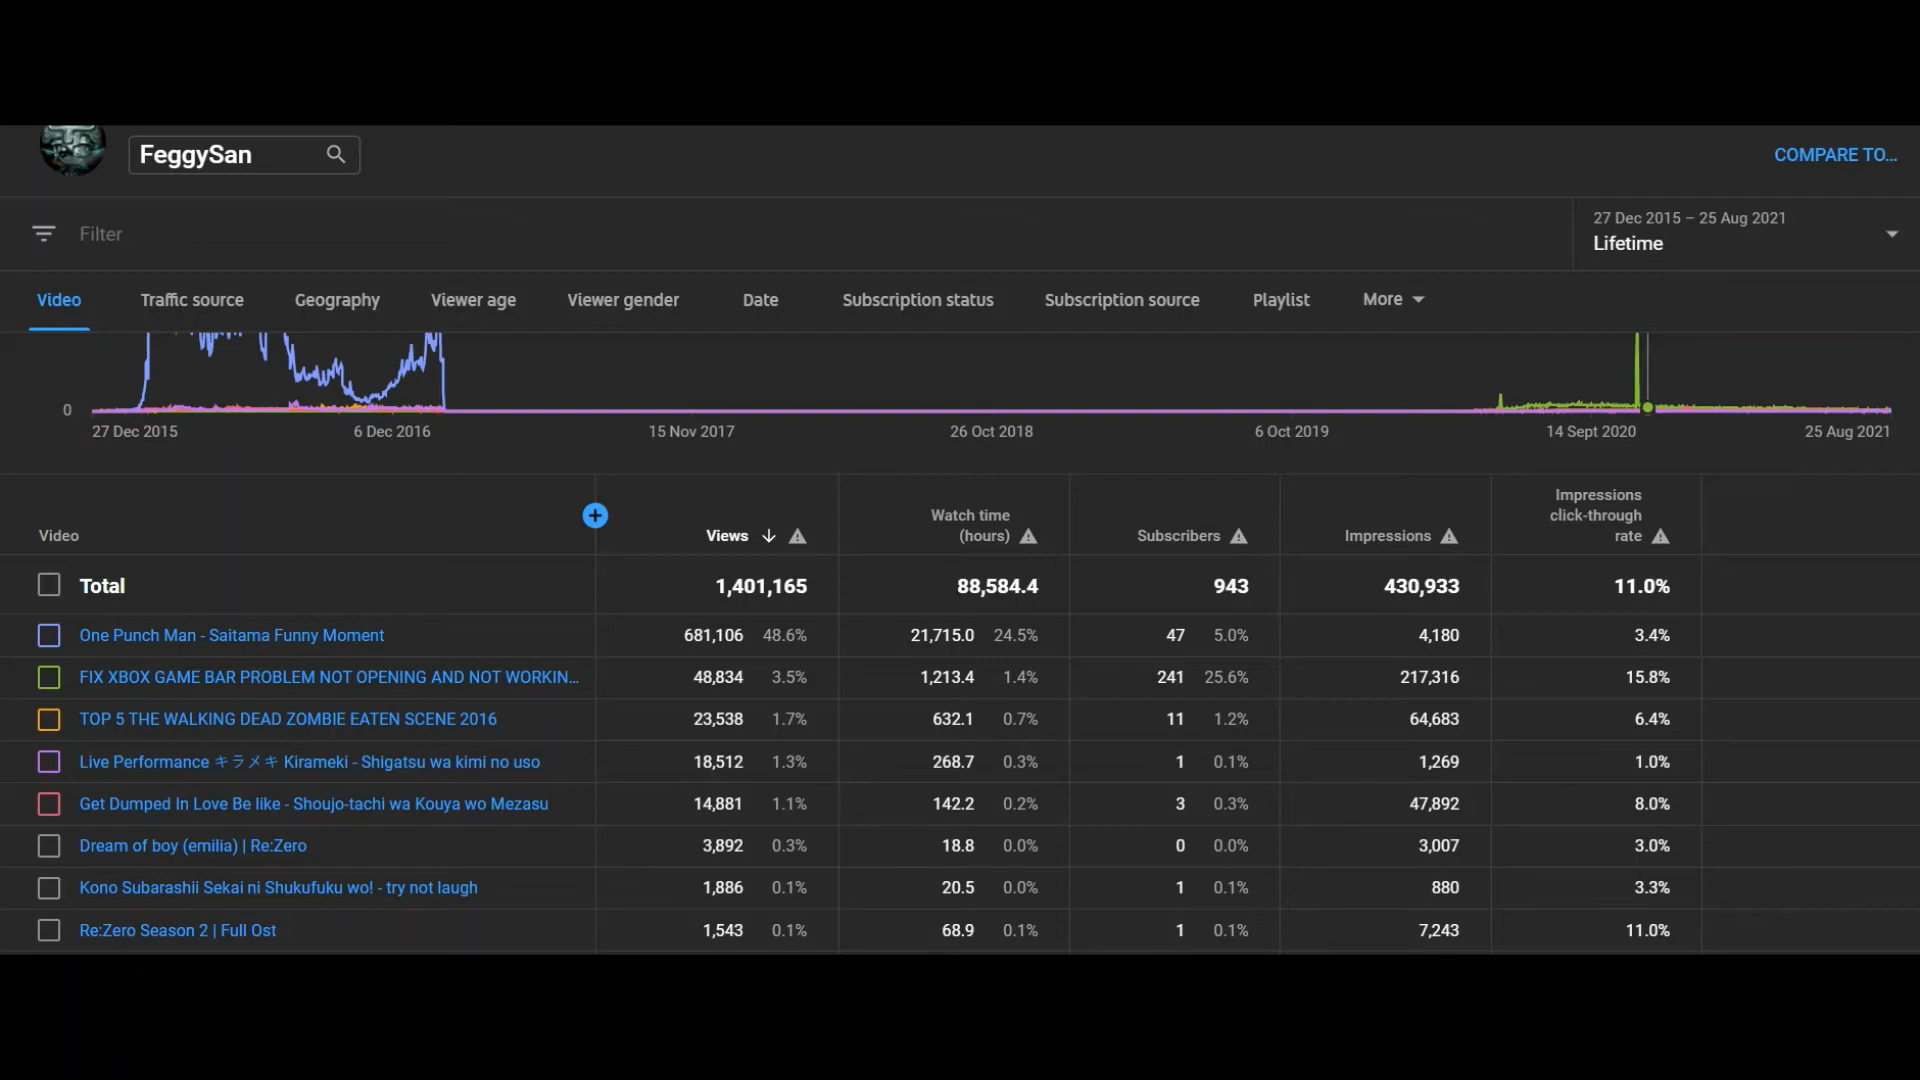 FeggySan
COMPARE TO...
Filter
27 Dec 2015 – 25 Aug 2021
Lifetime
Video Traffic source Geography Viewer age Viewer gender Date Subscription status Subscription source Playlist More
0
27 Dec 2015 6 Dec 2016 15 Nov 2017 26 Oct 2018 6 Oct 2019 14 Sept 2020 25 Aug 2021
Video
Views
Watch time
(hours)
Subscribers
Impressions
Impressions
click-through
rate
Total 1,401,165 88,584.4 943 430,933 11.0%
One Punch Man - Saitama Funny Moment 681,106 48.6% 21,715.0 24.5% 47 5.0% 4,180 3.4%
FIX XBOX GAME BAR PROBLEM NOT OPENING AND NOT WORKIN... 48,834 3.5% 1,213.4 1.4% 241 25.6% 217,316 15.8%
TOP 5 THE WALKING DEAD ZOMBIE EATEN SCENE 2016 23,538 1.7% 632.1 0.7% 11 1.2% 64,683 6.4%
Live Performance キラメキ Kirameki - Shigatsu wa kimi no uso 18,512 1.3% 268.7 0.3% 1 0.1% 1,269 1.0%
Get Dumped In Love Be like - Shoujo-tachi wa Kouya wo Mezasu 14,881 1.1% 142.2 0.2% 3 0.3% 47,892 8.0%
Dream of boy (emilia) | Re:Zero 3,892 0.3% 18.8 0.0% 0 0.0% 3,007 3.0%
Kono Subarashii Sekai ni Shukufuku wo! - try not laugh 1,886 0.1% 20.5 0.0% 1 0.1% 880 3.3%
Re:Zero Season 2 | Full Ost 1,543 0.1% 68.9 0.1% 1 0.1% 7,243 11.0%